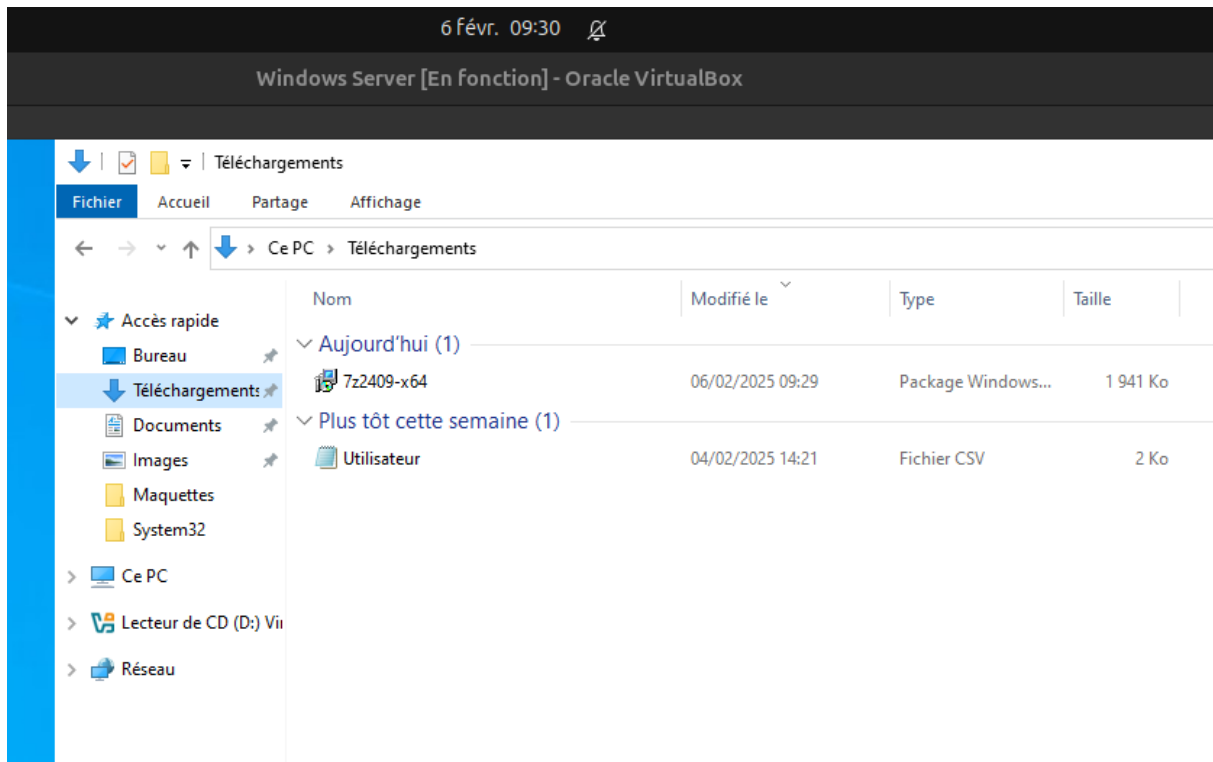 6 févr. 09:30
Windows Server [En fonction] - Oracle VirtualBox
Téléchargements
Fichier Accueil Partage Affichage
Ce PC > Téléchargements
Nom Modifié le Type Taille
Accès rapide
Bureau
Téléchargements
Documents
Images
Maquettes
System32
Ce PC
Lecteur de CD (D:) Vir
Réseau
Aujourd'hui (1)
7z2409-x64 06/02/2025 09:29 Package Windows... 1 941 Ko
Plus tôt cette semaine (1)
Utilisateur 04/02/2025 14:21 Fichier CSV 2 Ko